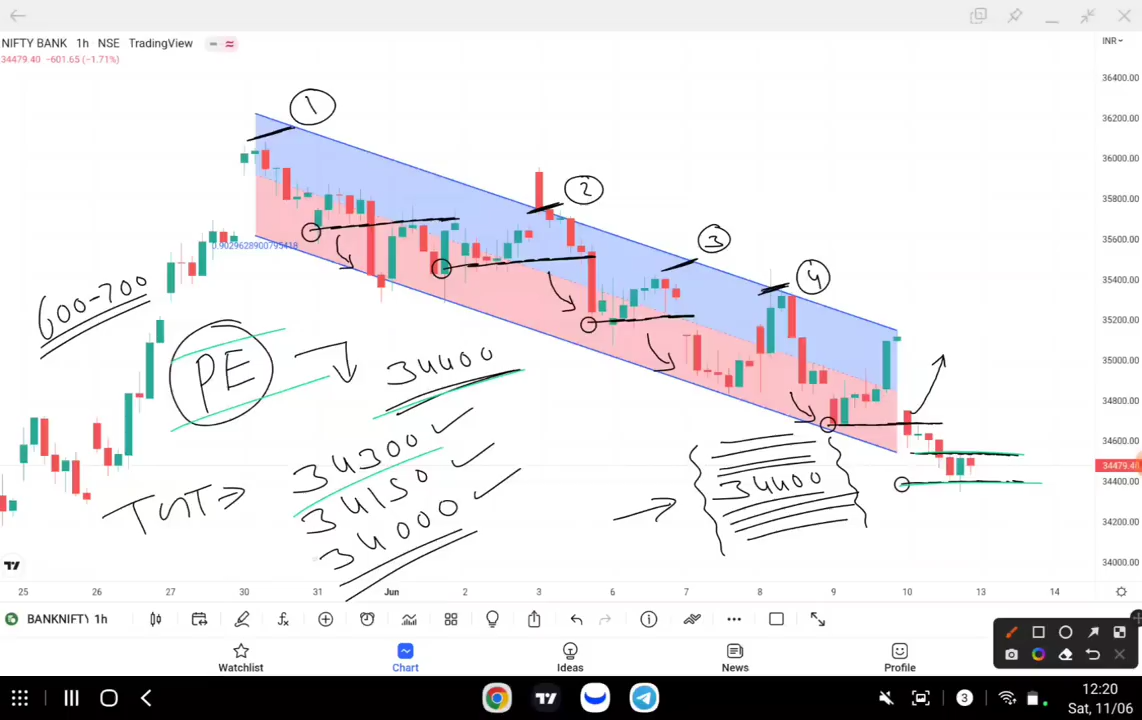 NIFTY BANK 1h NSE TradingView
34479.40 −601.65 (−1.71%)
INR
36400.00
36200.00
36000.00
35800.00
35600.00
35400.00
35200.00
35000.00
34800.00
34600.00
34479.40
34400.00
34200.00
34000.00
1
2
3
4
0.9029628900795418
600-700
PE
34400
34300
34150
34000
TNT⇒
34400
25 26 27 30 31 Jun 2 3 6 7 8 9 10 13 14
BANKNIFTY 1h
Watchlist Chart Ideas News Profile
3 12:20
Sat, 11/06